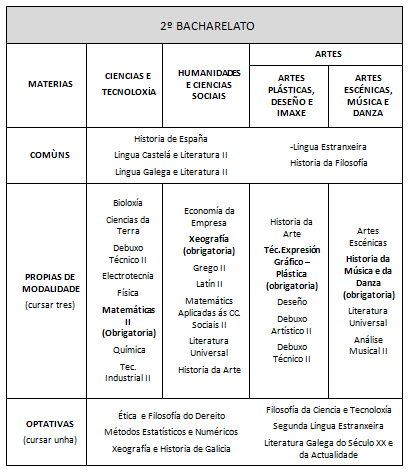 2º BACHARELATO
MATERIAS
CIENCIAS E
TECNOLOXÍA
HUMANIDADES
E CIENCIAS
SOCIAIS
ARTES
ARTES
PLÁSTICAS,
DESEÑO E
IMAXE
ARTES
ESCÉNICAS,
MÚSICA E
DANZA
COMÙNS
Historia de España
Lingua Castelá e Literatura II
Lingua Galega e Literatura II
-Lingua Estranxeira
Historia da Filosofía
PROPIAS DE
MODALIDADE
(cursar tres)
Bioloxía
Ciencias da
Terra
Debuxo
Técnico II
Electrotecnia
Física
Matemáticas
II
(Obrigatoria)
Química
Tec.
Industrial II
Economía da
Empresa
Xeografía
(obrigatoria)
Grego II
Latín II
Matemátics
Aplicadas ás CC.
Sociais II
Literatura
Universal
Historia da Arte
Historia da
Arte
Téc.Expresión
Gráfico –
Plástica
(obrigatoria)
Deseño
Debuxo
Artístico II
Debuxo
Técnico II
Artes
Escénicas
Historia da
Música e da
Danza
(obrigatoria)
Literatura
Universal
Análise
Musical II
OPTATIVAS
(cursar unha)
Ética e Filosofía do Dereito
Métodos Estatísticos e Numéricos
Xeografía e Historia de Galicia
Filosofía da Ciencia e Tecnoloxía
Segunda Lingua Estranxeira
Literatura Galega do Século XX e
da Actualidade